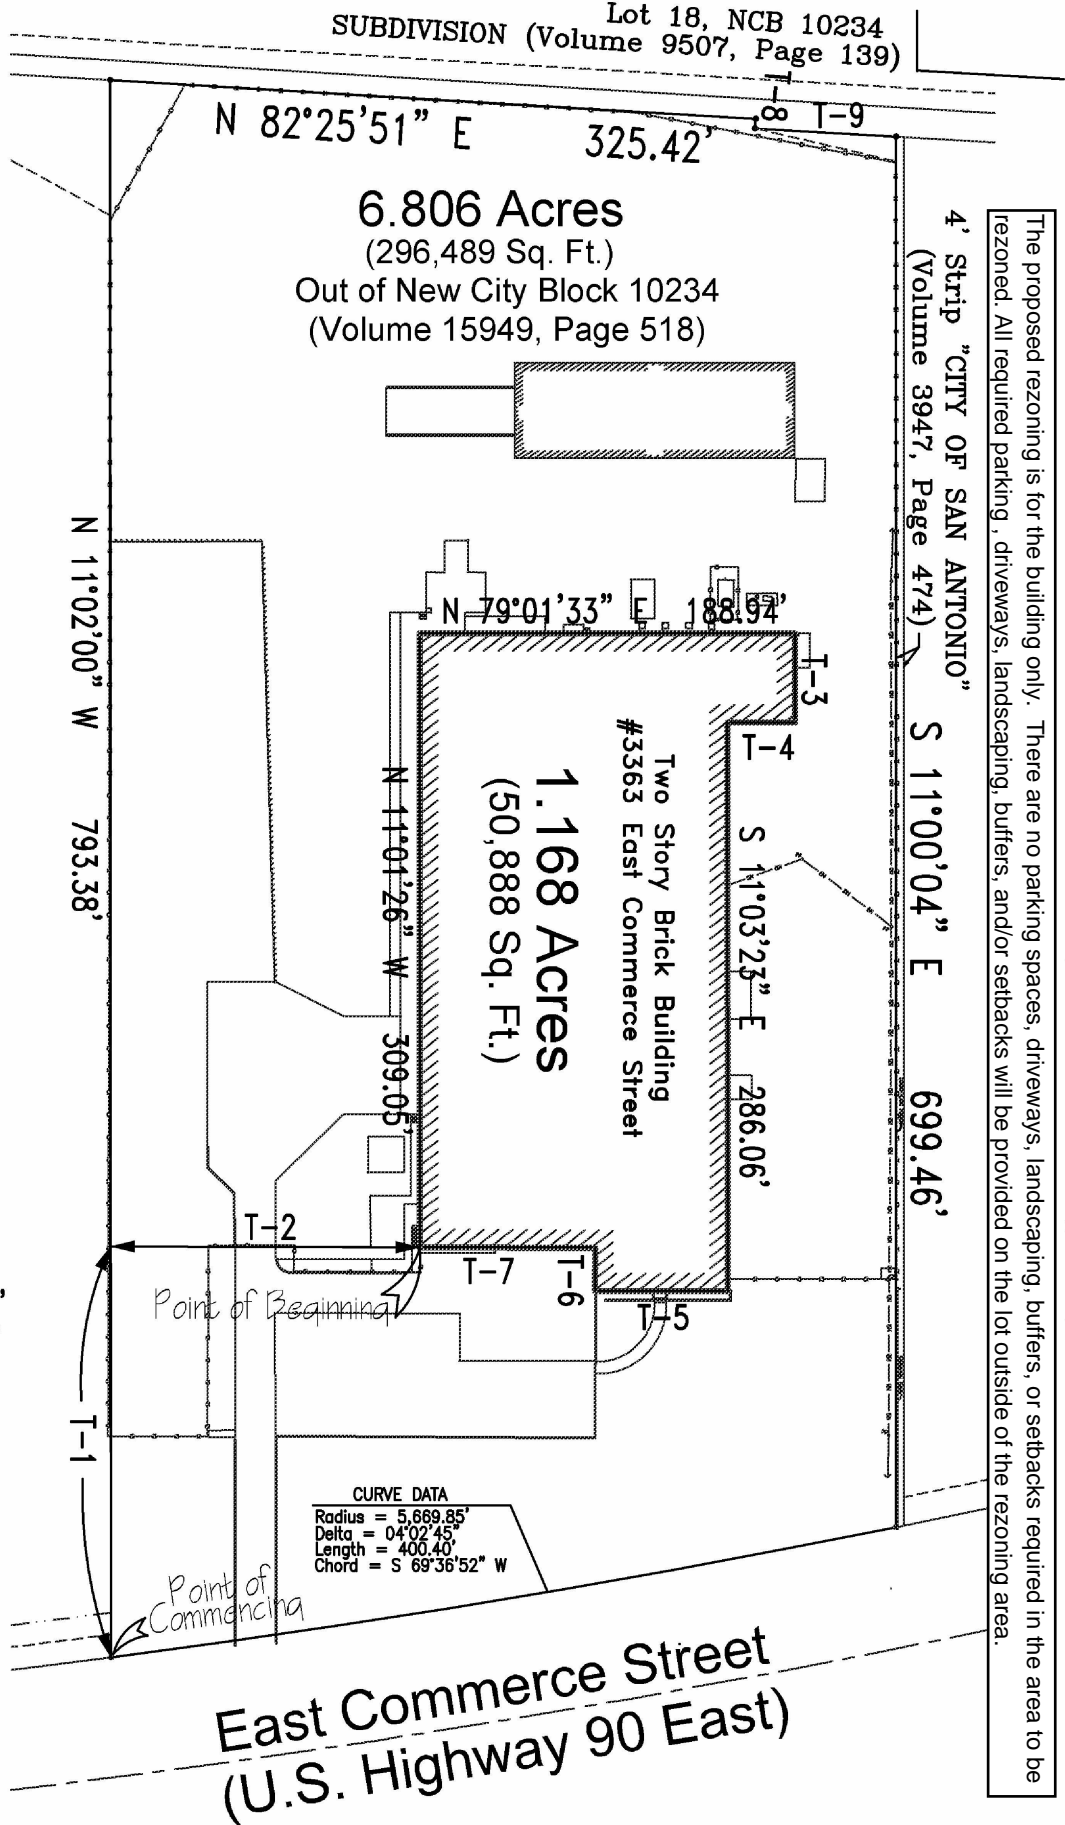 Lot 18, NCB 10234
SUBDIVISION (Volume 9507, Page 139)
T-8
T-9
N 82°25'51" E 325.42'
6.806 Acres
(296,489 Sq. Ft.)
Out of New City Block 10234
(Volume 15949, Page 518)
The proposed rezoning is for the building only. There are no parking spaces, driveways, landscaping, buffers, or setbacks required in the area to be
rezoned. All required parking , driveways, landscaping, buffers, and/or setbacks will be provided on the lot outside of the rezoning area.
4' Strip "CITY OF SAN ANTONIO"
(Volume 3947, Page 474)
S 11°00'04" E 699.46'
N 79°01'33" E 188.94'
T-3
T-4
N 11°02'00" W 793.38'
Two Story Brick Building
#3363 East Commerce Street
1.168 Acres
(50,888 Sq. Ft.)
N 11°01'26" W 309.05'
S 11°03'23" E 286.06'
T-2
T-7
T-6
T-5
Point of Beginning
T-1
CURVE DATA
Radius = 5,669.85'
Delta = 04°02'45"
Length = 400.40'
Chord = S 69°36'52" W
Point of
Commencing
East Commerce Street
(U.S. Highway 90 East)